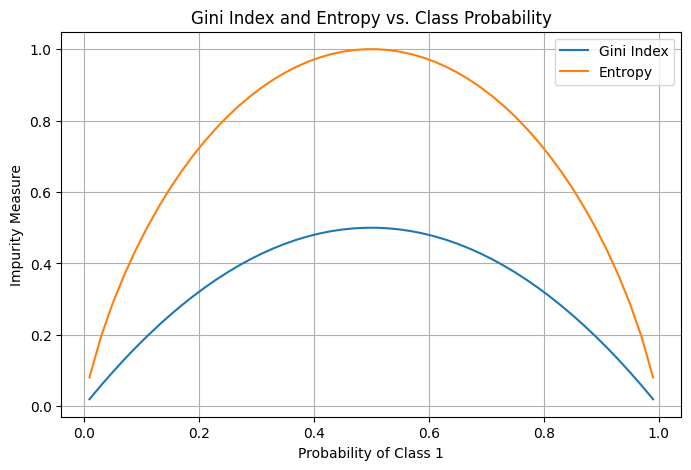 Gini Index and Entropy vs. Class Probability
Gini Index
Entropy
Impurity Measure
1.0
0.8
0.6
0.4
0.2
0.0
0.0 0.2 0.4 0.6 0.8 1.0
Probability of Class 1